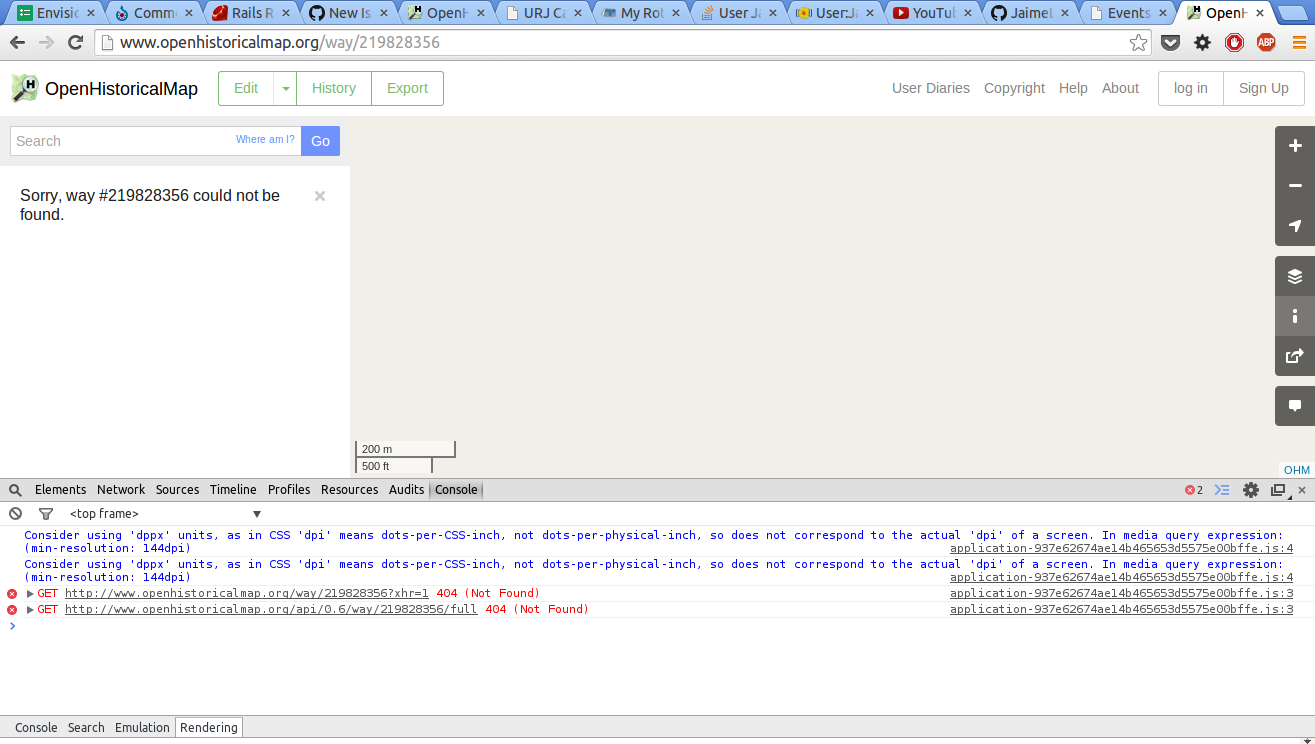 Envisio Comm Rails R New Is OpenH URJ Ca My Rob User Ja User:Ja YouTub JaimeL Events OpenH
www.openhistoricalmap.org/way/219828356
ABP
OpenHistoricalMap Edit History Export User Diaries Copyright Help About log in Sign Up
Search Where am I? Go
Sorry, way #219828356 could not be
found.
200 m
500 ft
OHM
Elements Network Sources Timeline Profiles Resources Audits Console 2
<top frame>
Consider using 'dppx' units, as in CSS 'dpi' means dots-per-CSS-inch, not dots-per-physical-inch, so does not correspond to the actual 'dpi' of a screen. In media query expression:
(min-resolution: 144dpi) application-937e62674ae14b465653d5575e00bffe.js:4
Consider using 'dppx' units, as in CSS 'dpi' means dots-per-CSS-inch, not dots-per-physical-inch, so does not correspond to the actual 'dpi' of a screen. In media query expression:
(min-resolution: 144dpi) application-937e62674ae14b465653d5575e00bffe.js:4
GET http://www.openhistoricalmap.org/way/219828356?xhr=1 404 (Not Found) application-937e62674ae14b465653d5575e00bffe.js:3
GET http://www.openhistoricalmap.org/api/0.6/way/219828356/full 404 (Not Found) application-937e62674ae14b465653d5575e00bffe.js:3
Console Search Emulation Rendering